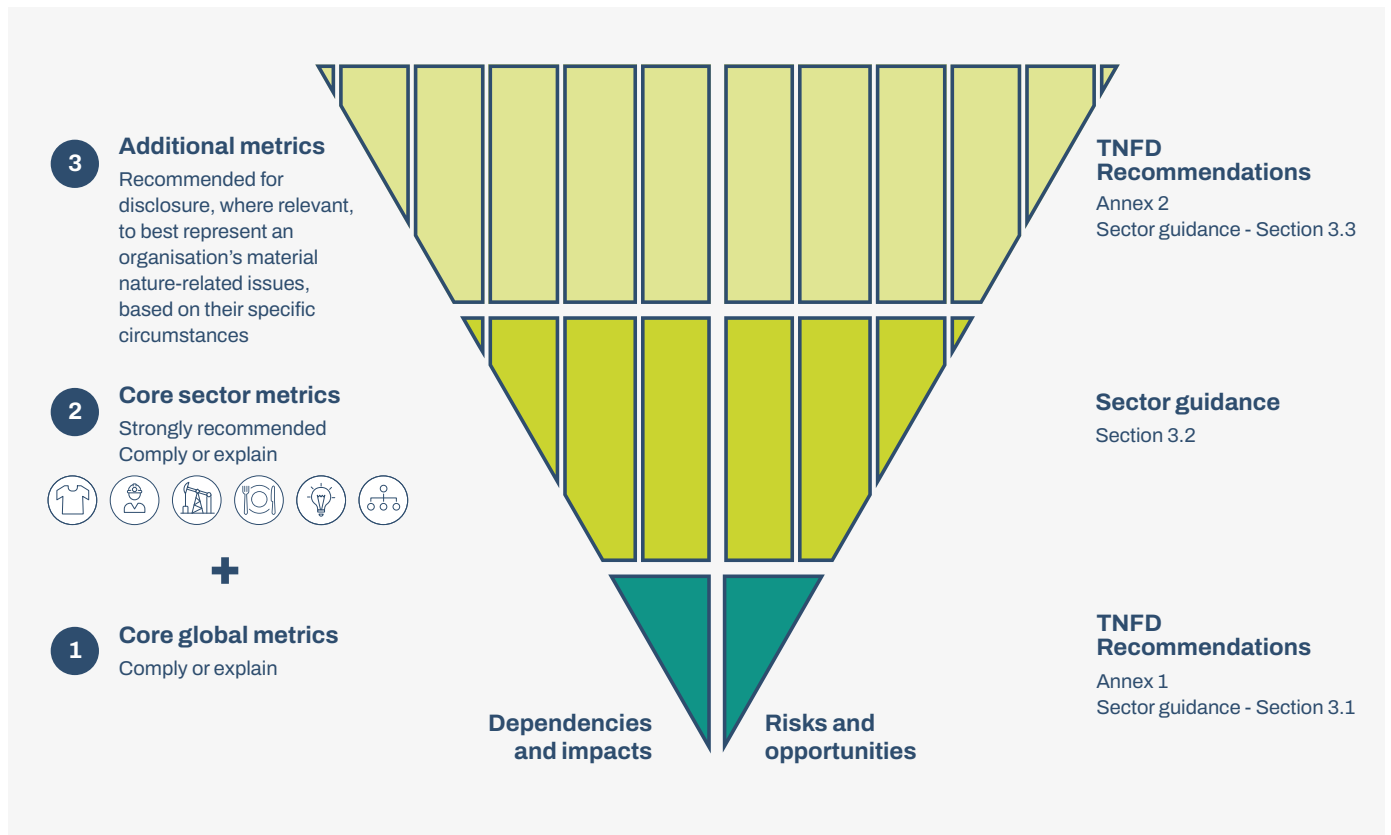 3
Additional metrics
Recommended for
disclosure, where relevant,
to best represent an
organisation's material
nature-related issues,
based on their specific
circumstances
TNFD
Recommendations
Annex 2
Sector guidance - Section 3.3
2
Core sector metrics
Strongly recommended
Comply or explain
Sector guidance
Section 3.2
+
1
Core global metrics
Comply or explain
TNFD
Recommendations
Annex 1
Sector guidance - Section 3.1
Dependencies
and impacts
Risks and
opportunities